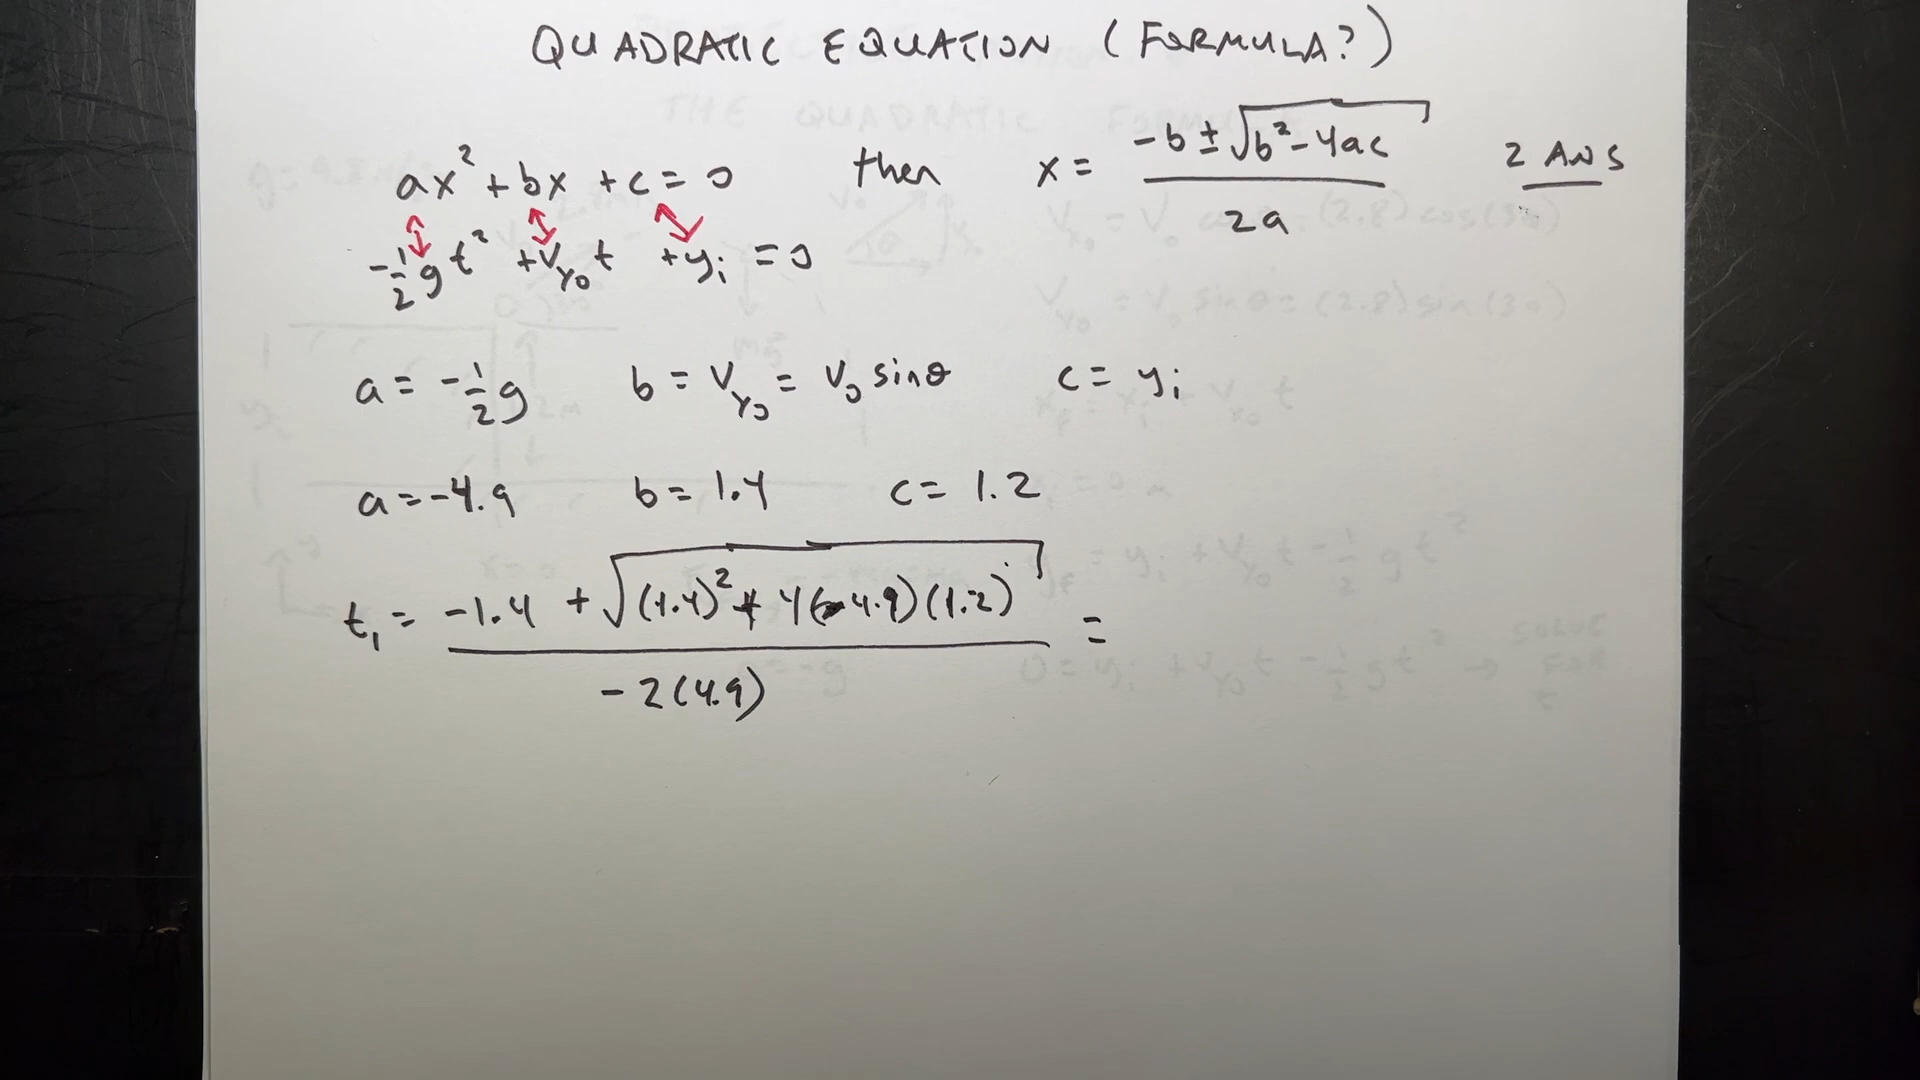 QUADRATIC EQUATION (FORMULA?)
ax² + bx + c = 0 then x = (-b ± √(b² - 4ac)) / 2a 2 ANS
-½gt² + V_y0 t + y_i = 0
a = -½g b = V_y0 = V_0 sinθ c = y_i
a = -4.9 b = 1.4 c = 1.2
t_1 = (-1.4 + √((1.4)² + 4(4.9)(1.2))) / -2(4.9) =